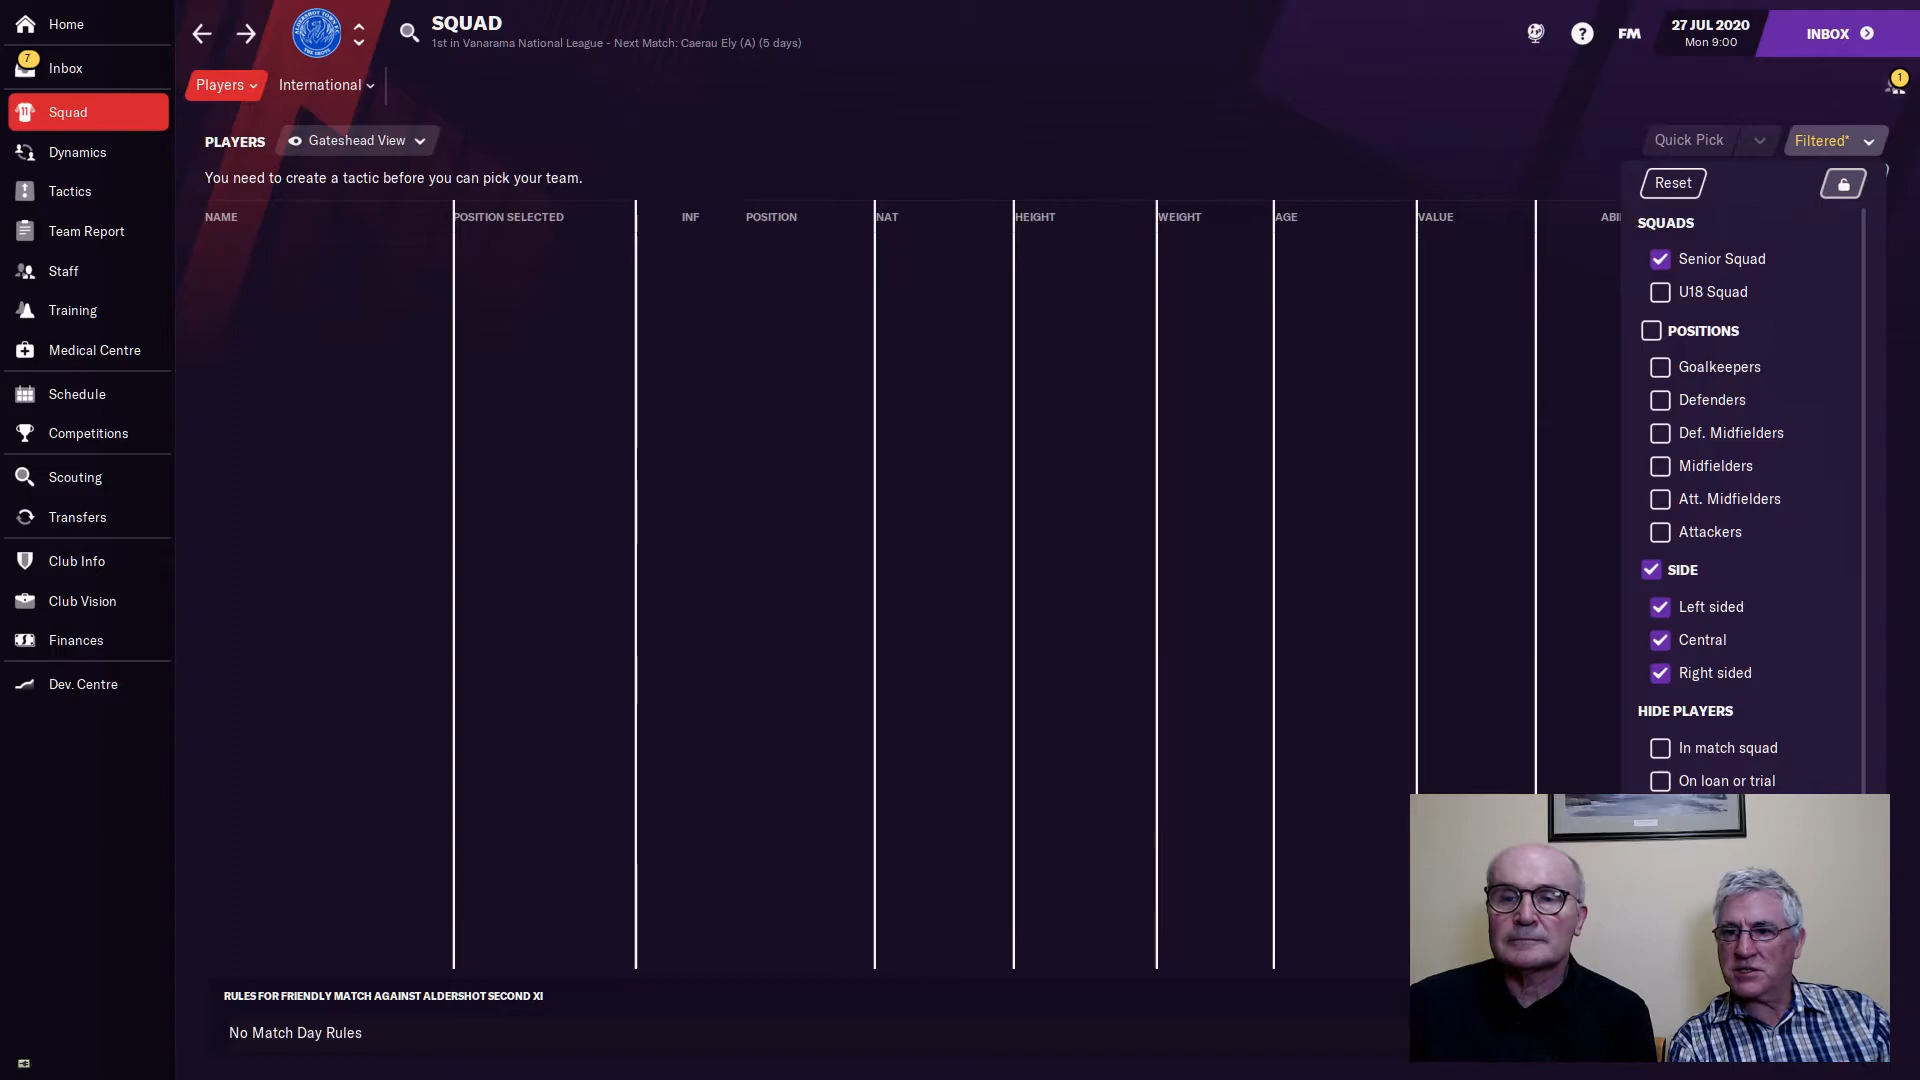 Home
7
Inbox
Squad
Dynamics
Tactics
Team Report
Staff
Training
Medical Centre
Schedule
Competitions
Scouting
Transfers
Club Info
Club Vision
Finances
Dev. Centre
SQUAD
1st in Vanarama National League - Next Match: Caerau Ely (A) (5 days)
? FM
27 JUL 2020
Mon 9:00
INBOX
Players
International
1
PLAYERS
Gateshead View
Quick Pick
Filtered*
You need to create a tactic before you can pick your team.
NAME POSITION SELECTED INF POSITION NAT HEIGHT WEIGHT AGE VALUE
Reset
SQUADS
Senior Squad
U18 Squad
POSITIONS
Goalkeepers
Defenders
Def. Midfielders
Midfielders
Att. Midfielders
Attackers
SIDE
Left sided
Central
Right sided
HIDE PLAYERS
In match squad
On loan or trial
RULES FOR FRIENDLY MATCH AGAINST ALDERSHOT SECOND XI
No Match Day Rules